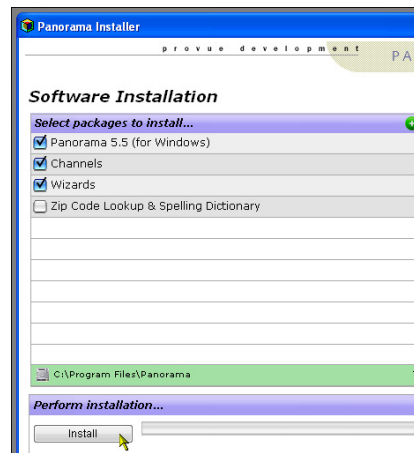 Panorama Installer
provue development
PA
Software Installation
Select packages to install...
Panorama 5.5 (for Windows)
Channels
Wizards
Zip Code Lookup & Spelling Dictionary
C:\Program Files\Panorama
Perform installation...
Install